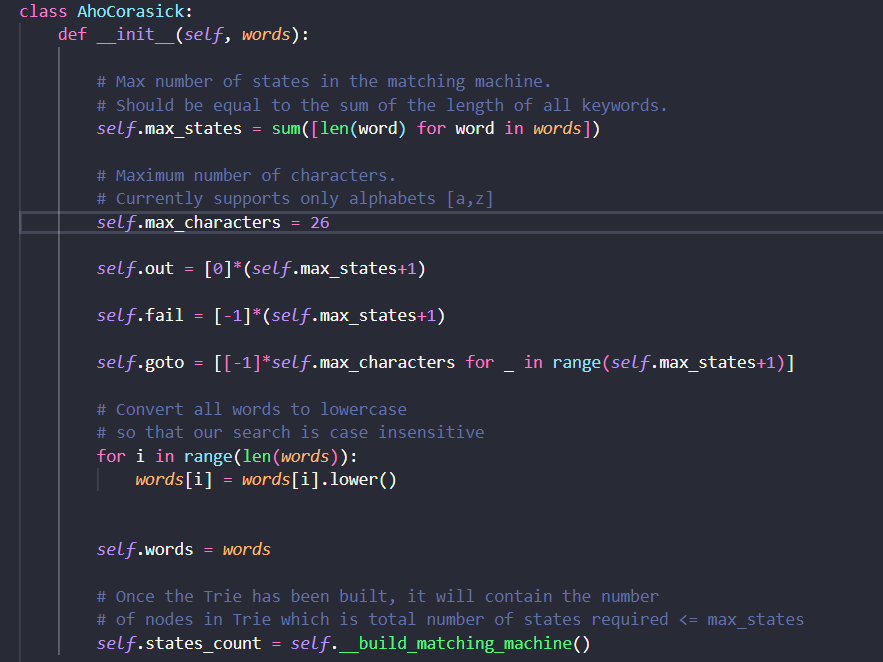 class AhoCorasick:
def __init__(self, words):
# Max number of states in the matching machine.
# Should be equal to the sum of the length of all keywords.
self.max_states = sum([len(word) for word in words])
# Maximum number of characters.
# Currently supports only alphabets [a,z]
self.max_characters = 26
self.out = [0]*(self.max_states+1)
self.fail = [-1]*(self.max_states+1)
self.goto = [[-1]*self.max_characters for _ in range(self.max_states+1)]
# Convert all words to lowercase
# so that our search is case insensitive
for i in range(len(words)):
words[i] = words[i].lower()
self.words = words
# Once the Trie has been built, it will contain the number
# of nodes in Trie which is total number of states required <= max_states
self.states_count = self.__build_matching_machine()